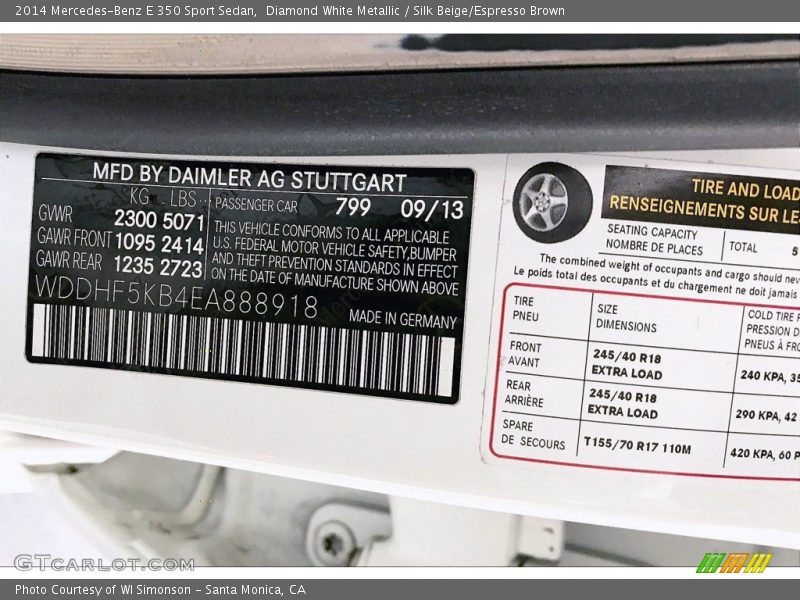 2014 Mercedes-Benz E 350 Sport Sedan,  Diamond White Metallic / Silk Beige/Espresso Brown
MFD BY DAIMLER AG STUTTGART
KG LBS PASSENGER CAR 799 09/13
GVWR 2300 5071
GAWR FRONT 1095 2414
GAWR REAR 1235 2723
THIS VEHICLE CONFORMS TO ALL APPLICABLE
U.S. FEDERAL MOTOR VEHICLE SAFETY,BUMPER
AND THEFT PREVENTION STANDARDS IN EFFECT
ON THE DATE OF MANUFACTURE SHOWN ABOVE
WDDHF5KB4EA888918
MADE IN GERMANY
TIRE AND LOAD
RENSEIGNEMENTS SUR LE
SEATING CAPACITY
NOMBRE DE PLACES
TOTAL 5
The combined weight of occupants and cargo should nev
Le poids total des occupants et du chargement ne doit jamais
TIRE
PNEU
SIZE
DIMENSIONS
COLD TIRE P
PRESSION D
PNEUS À FRO
FRONT
AVANT
245/40 R18
EXTRA LOAD
240 KPA, 35
REAR
ARRIÈRE
245/40 R18
EXTRA LOAD
290 KPA, 42
SPARE
DE SECOURS
T155/70 R17 110M
420 KPA, 60 P
GTCARLOT.COM
Photo Courtesy of WI Simonson - Santa Monica, CA